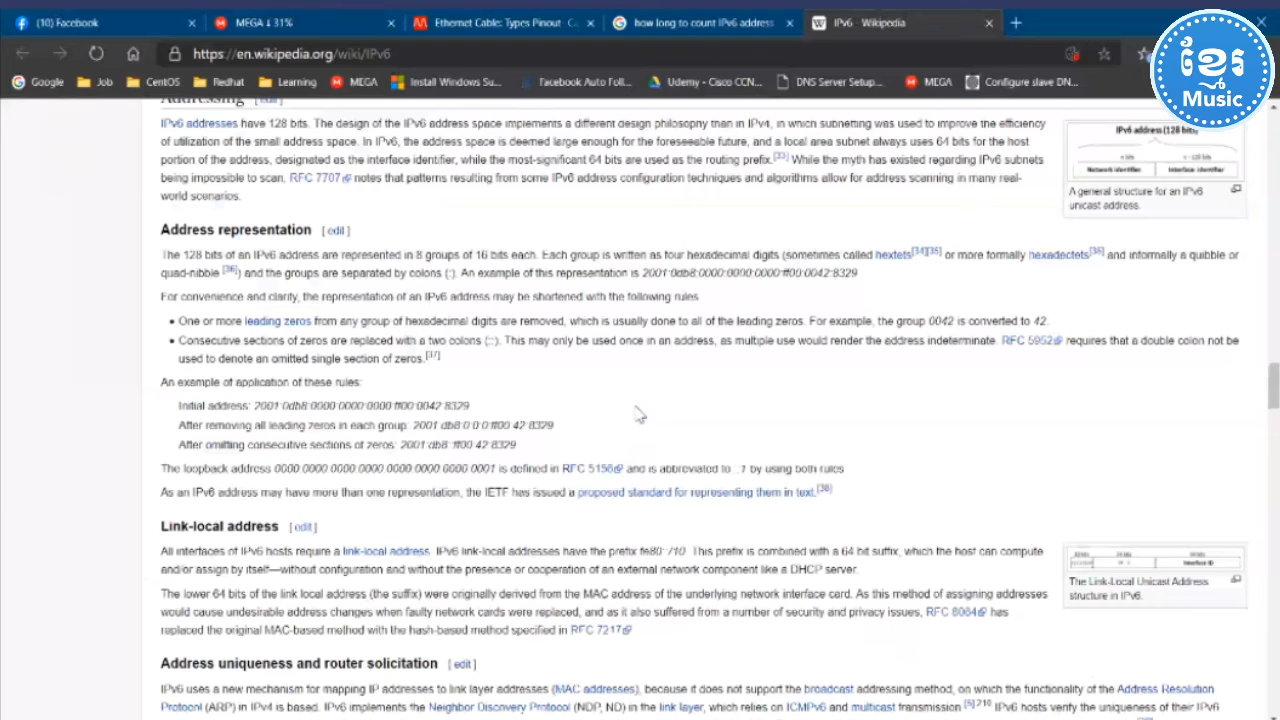 (10) Facebook
MEGA ⇓ 31%
Ethernet Cable: Types Pinout
how long to count IPv6 address
IPv6 - Wikipedia
https://en.wikipedia.org/wiki/IPv6
Google
Job
CentOS
Redhat
Learning
MEGA
Install Windows Su...
Facebook Auto Foll...
Udemy - Cisco CCN...
DNS Server Setup...
MEGA
Configure slave DN...
ខ្មែរ
Music
Addressing [edit]
IPv6 addresses have 128 bits. The design of the IPv6 address space implements a different design philosophy than in IPv4, in which subnetting was used to improve the efficiency
of utilization of the small address space. In IPv6, the address space is deemed large enough for the foreseeable future, and a local area subnet always uses 64 bits for the host
portion of the address, designated as the interface identifier, while the most-significant 64 bits are used as the routing prefix.[33] While the myth has existed regarding IPv6 subnets
being impossible to scan, RFC 7707 notes that patterns resulting from some IPv6 address configuration techniques and algorithms allow for address scanning in many real-
world scenarios.
IPv6 address (128 bits)
Network identifier
Interface identifier
A general structure for an IPv6
unicast address.
Address representation [ edit ]
The 128 bits of an IPv6 address are represented in 8 groups of 16 bits each. Each group is written as four hexadecimal digits (sometimes called hextets[34][35] or more formally hexadectets[36] and informally a quibble or
quad-nibble [36]) and the groups are separated by colons (:). An example of this representation is 2001:0db8:0000:0000:0000:ff00:0042:8329
For convenience and clarity, the representation of an IPv6 address may be shortened with the following rules
• One or more leading zeros from any group of hexadecimal digits are removed, which is usually done to all of the leading zeros. For example, the group 0042 is converted to 42.
• Consecutive sections of zeros are replaced with a two colons (::). This may only be used once in an address, as multiple use would render the address indeterminate. RFC 5952 requires that a double colon not be
used to denote an omitted single section of zeros.[37]
An example of application of these rules:
Initial address: 2001:0db8:0000:0000:0000:ff00:0042:8329
After removing all leading zeros in each group: 2001:db8:0:0:0:ff00:42:8329
After omitting consecutive sections of zeros: 2001:db8::ff00:42:8329
The loopback address 0000:0000:0000:0000:0000:0000:0000:0001 is defined in RFC 5156 and is abbreviated to ::1 by using both rules
As an IPv6 address may have more than one representation, the IETF has issued a proposed standard for representing them in text.[38]
Link-local address [ edit ]
All interfaces of IPv6 hosts require a link-local address. IPv6 link-local addresses have the prefix fe80::/10. This prefix is combined with a 64 bit suffix, which the host can compute
and/or assign by itself—without configuration and without the presence or cooperation of an external network component like a DHCP server.
Interface ID
The Link-Local Unicast Address
structure in IPv6.
The lower 64 bits of the link local address (the suffix) were originally derived from the MAC address of the underlying network interface card. As this method of assigning addresses
would cause undesirable address changes when faulty network cards were replaced, and as it also suffered from a number of security and privacy issues, RFC 8064 has
replaced the original MAC-based method with the hash-based method specified in RFC 7217
Address uniqueness and router solicitation [ edit ]
IPv6 uses a new mechanism for mapping IP addresses to link layer addresses (MAC addresses), because it does not support the broadcast addressing method, on which the functionality of the Address Resolution
Protocol (ARP) in IPv4 is based. IPv6 implements the Neighbor Discovery Protocol (NDP, ND) in the link layer, which relies on ICMPv6 and multicast transmission [5]:210 IPv6 hosts verify the uniqueness of their IPv6